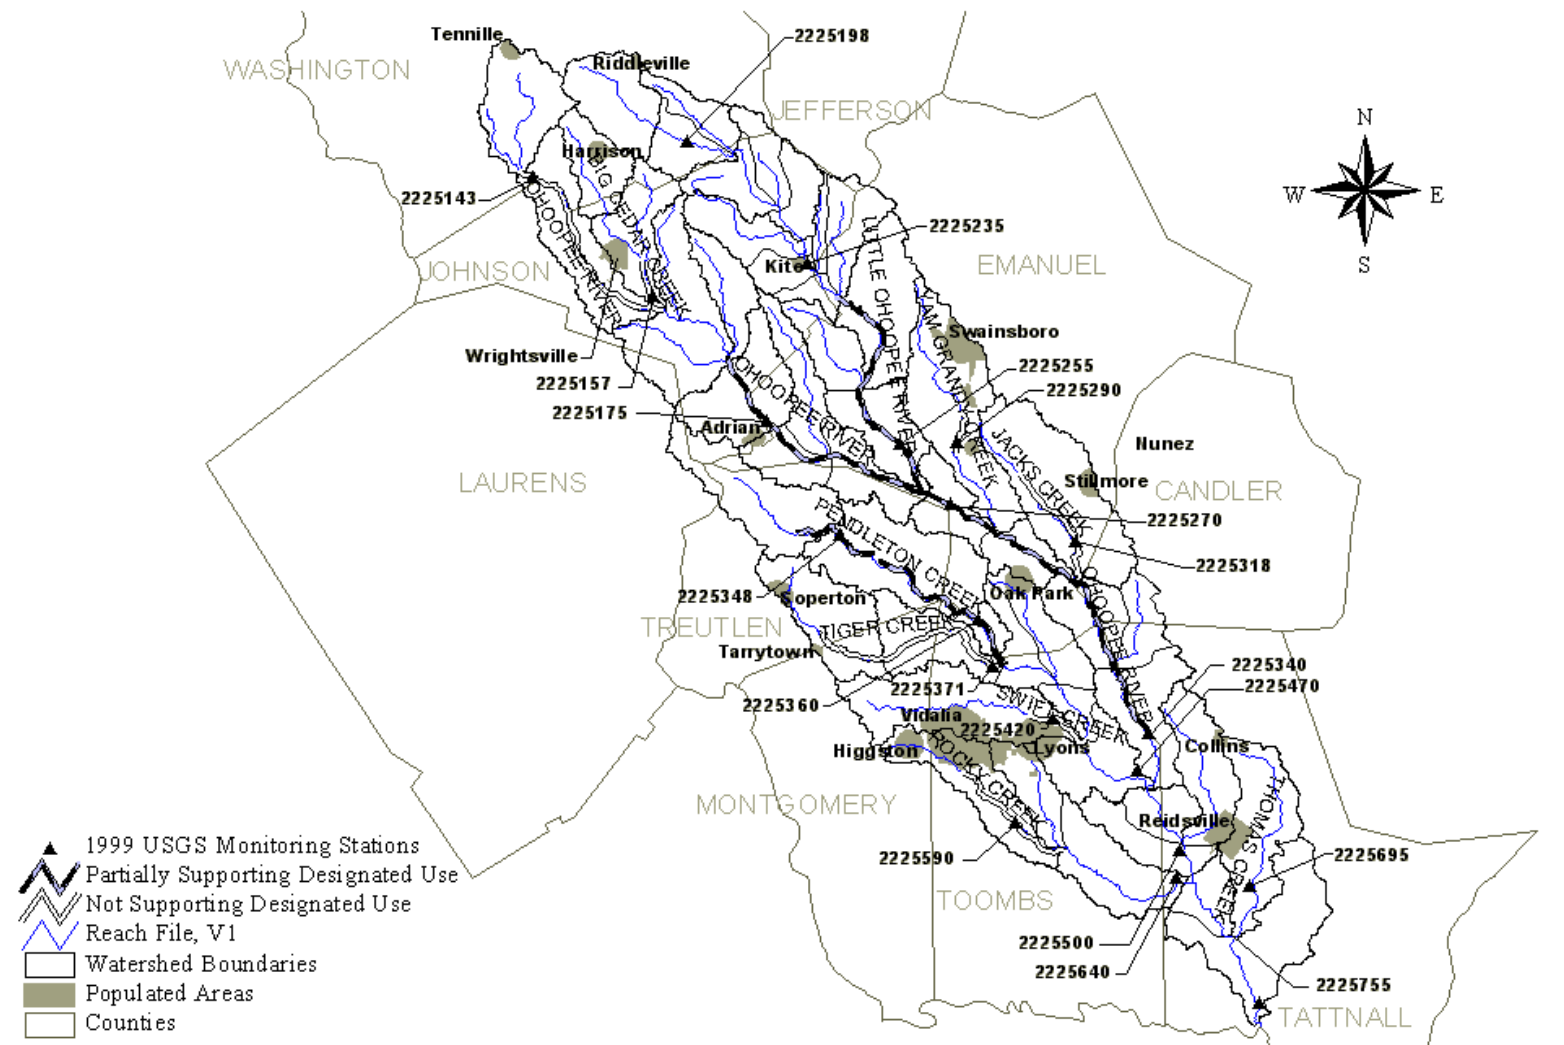 Tennille
2225198
WASHINGTON
Riddleville
JEFFERSON
N
Harrison
W
E
2225143
BIG CEDAR CREEK
OHOOPEE RIVER
LITTLE OHOOPEE RIVER
2225235
S
Kite
EMANUEL
JOHNSON
YAM GRANDY CREEK
Swainsboro
Wrightsville
2225157
2225255
2225290
OHOOPEE RIVER
2225175
Adrian
JACKS CREEK
Nunez
LAURENS
Stillmore
CANDLER
PENDLETON CREEK
2225270
2225318
OHOOPEE RIVER
2225348
Soperton
Oak Park
TREUTLEN
TIGER CREEK
Tarrytown
2225340
2225371
2225470
2225360
SWIFT CREEK
Vidalia
2225420
Higgston
Lyons
Collins
ROCKY CREEK
MONTGOMERY
THOMAS CREEK
Reidsville
1999 USGS Monitoring Stations
2225590
2225695
Partially Supporting Designated Use
Not Supporting Designated Use
TOOMBS
Reach File, V1
2225500
Watershed Boundaries
2225640
2225755
Populated Areas
TATTNALL
Counties